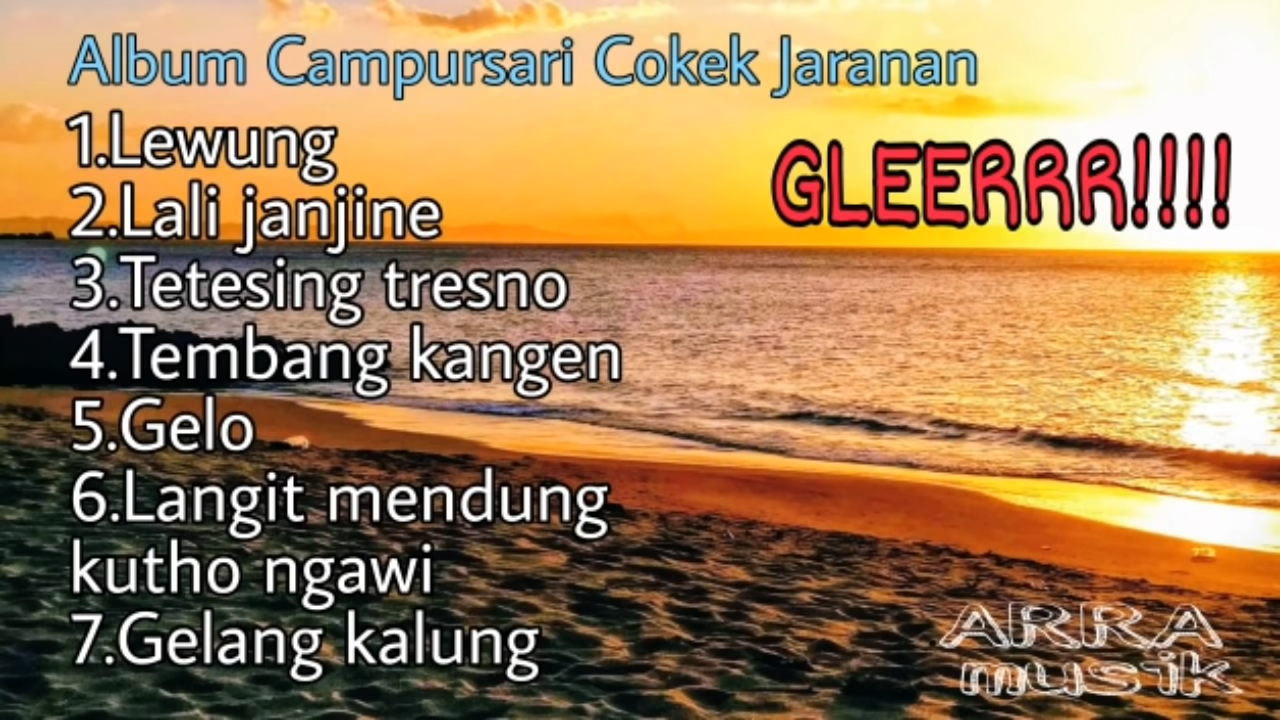 Album Campursari Cokek Jaranan
1.Lewung
GLEERRR!!!!
2.Lali janjine
3.Tetesing tresno
4.Tembang kangen
5.Gelo
6.Langit mendung
kutho ngawi
7.Gelang kalung
ARRA
musik